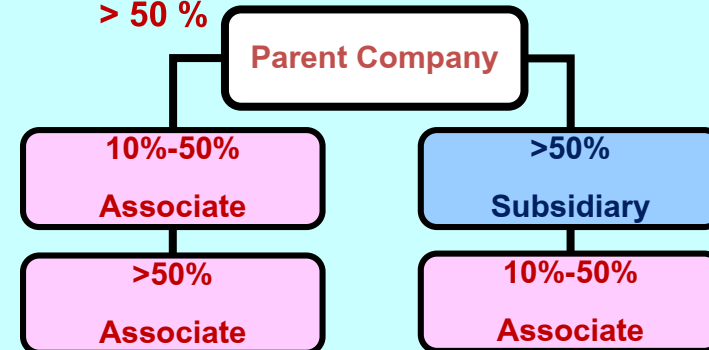 > 50 %
Parent Company
10%-50%
Associate
>50%
Subsidiary
>50%
Associate
10%-50%
Associate